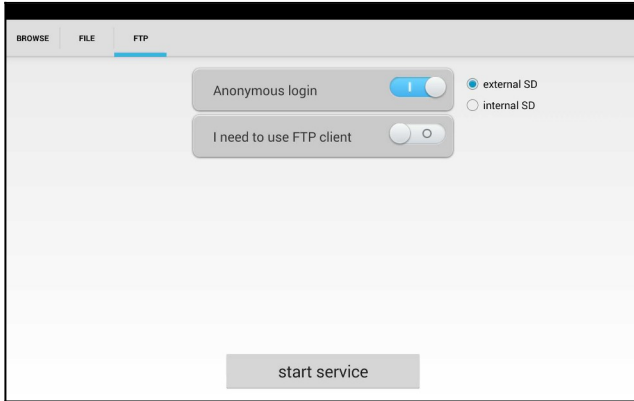 BROWSE FILE FTP
Anonymous login
external SD
internal SD
I need to use FTP client
start service